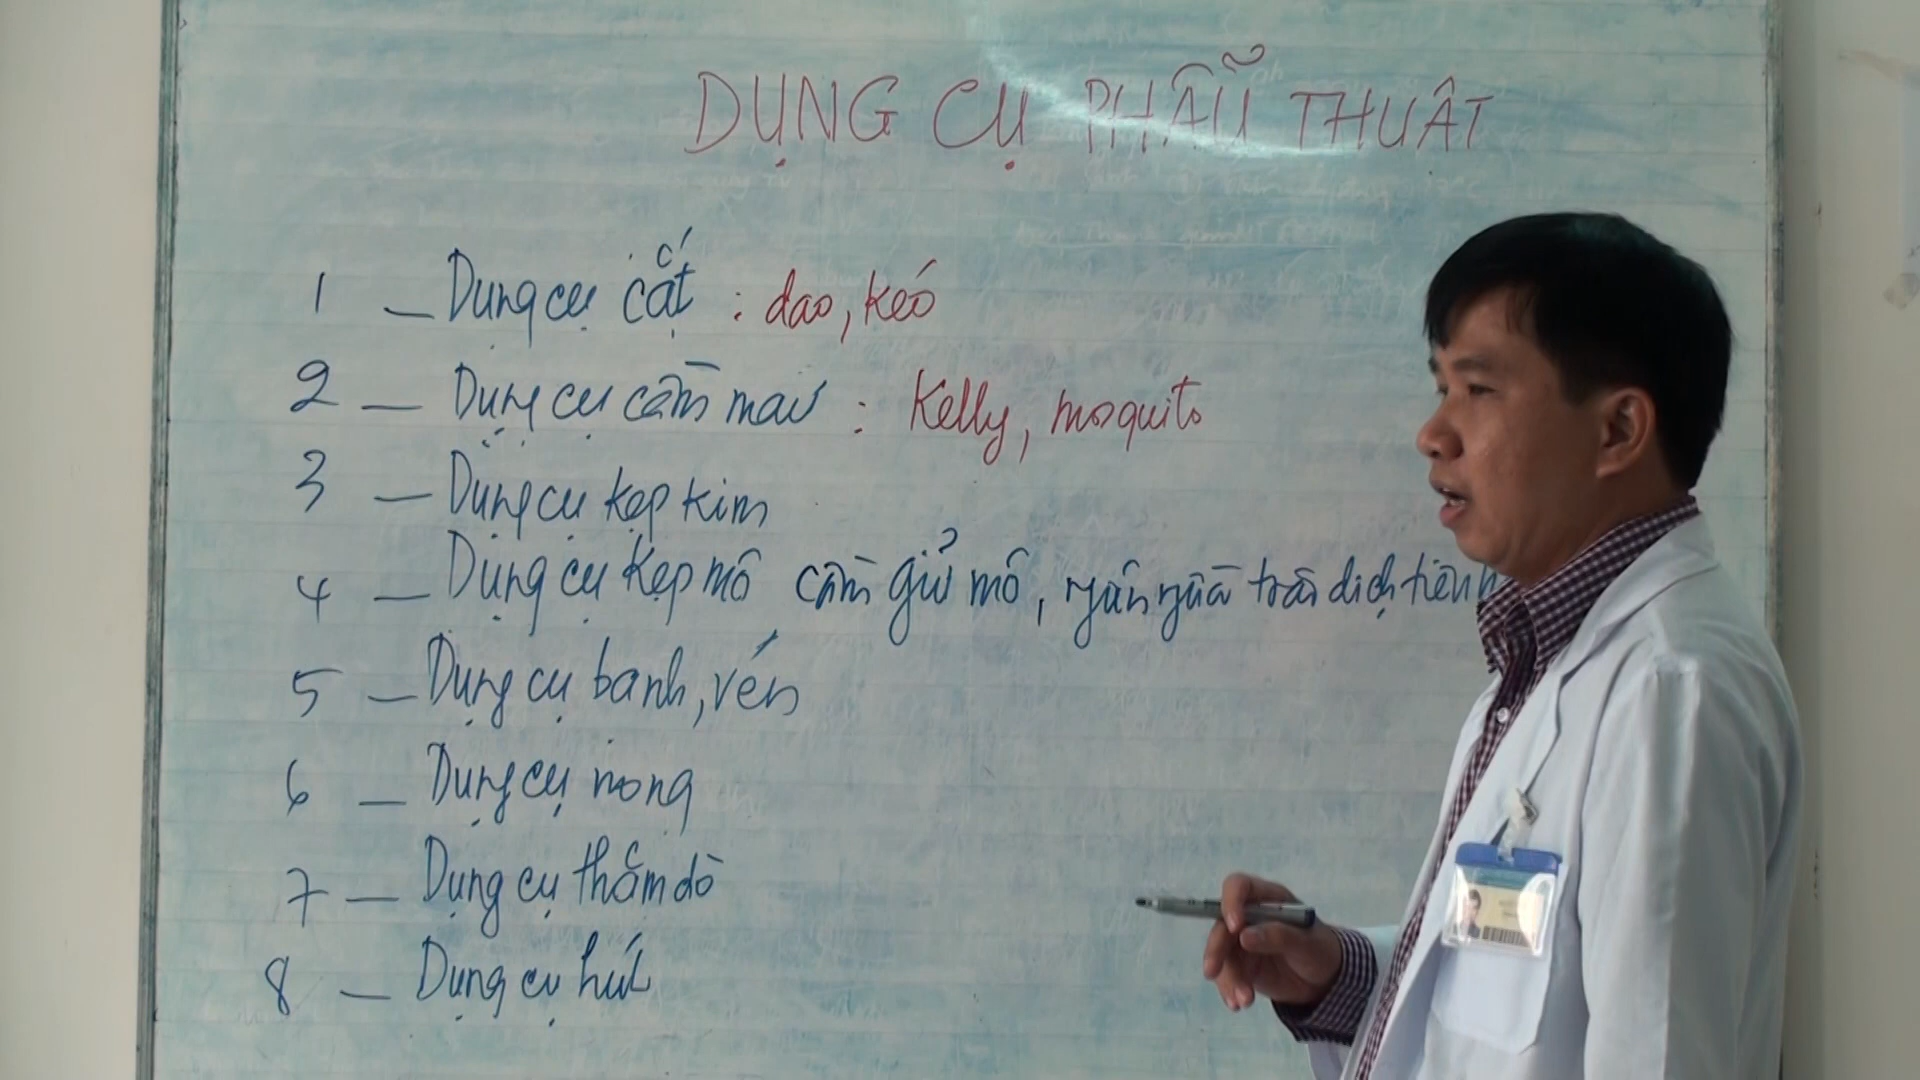 DỤNG CỤ PHẪU THUẬT
1 — Dụng cụ cắt : dao, kéo
2 — Dụng cụ cầm máu : Kelly, mosquito
3 — Dụng cụ kẹp kim
4 — Dụng cụ kẹp mô cầm giử mô, ngăn ngừa tràn dịch tiêu h
5 — Dụng cụ banh, vén
6 — Dụng cụ nong
7 — Dụng cụ thăm dò
8 — Dụng cụ hút